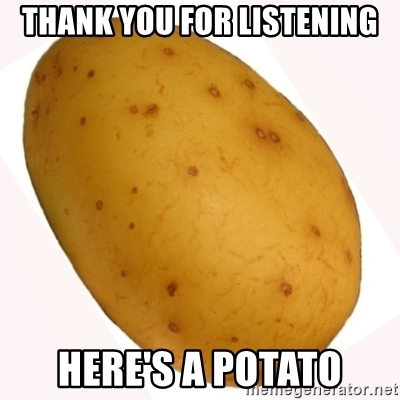 THANK YOU FOR LISTENING
HERE'S A POTATO
memegenerator.net